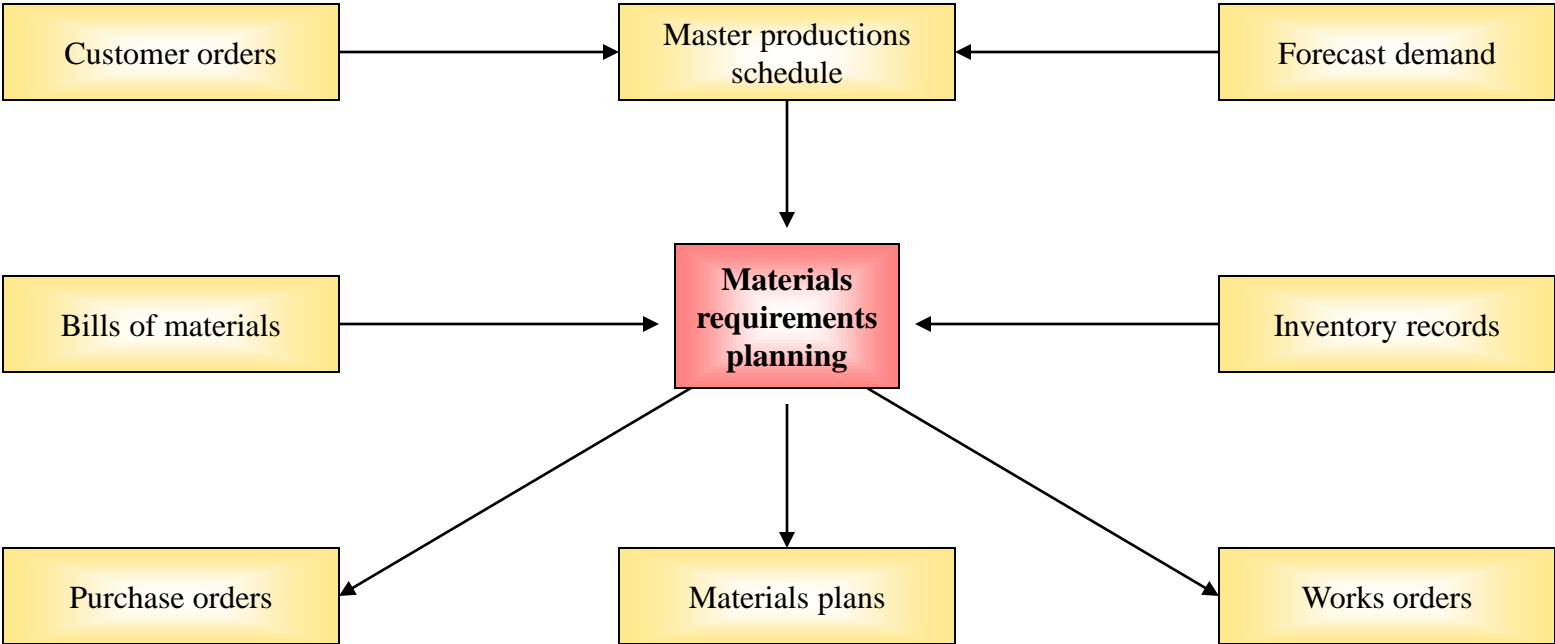 Customer orders
Master productions
schedule
Forecast demand
Bills of materials
Materials
requirements
planning
Inventory records
Purchase orders
Materials plans
Works orders